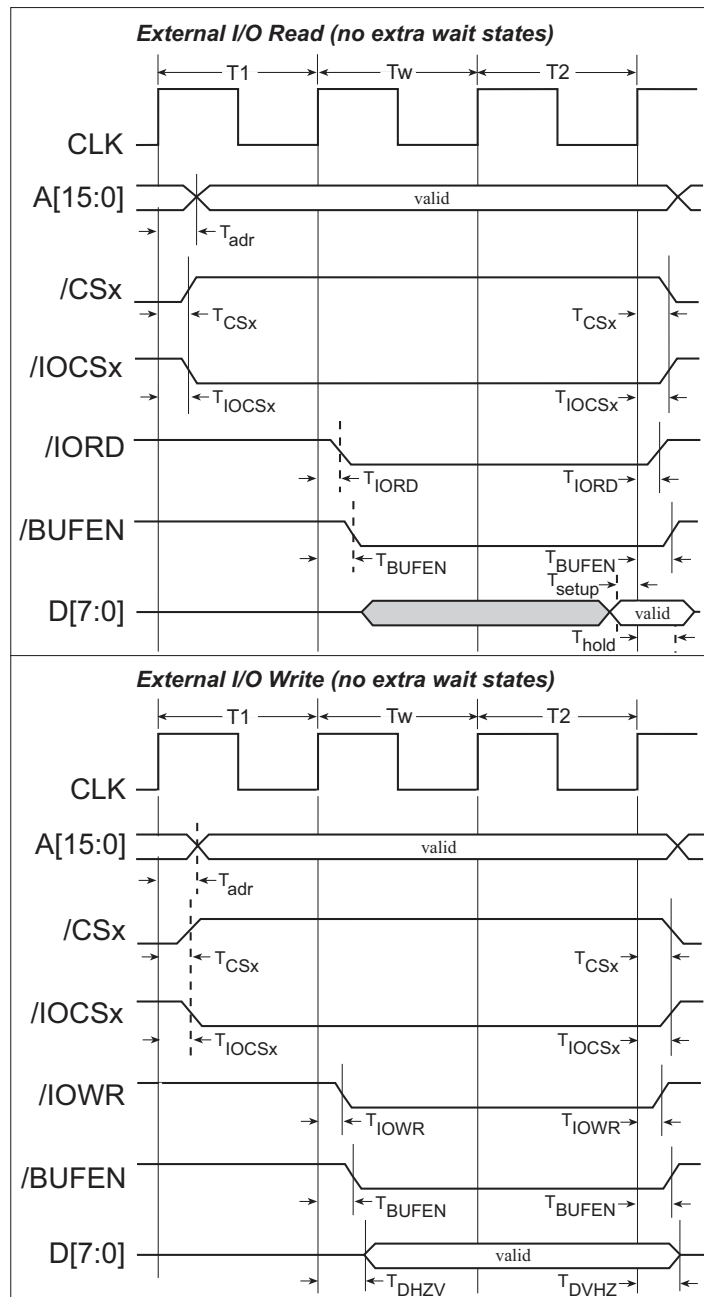 External I/O Read (no extra wait states)
T1 Tw T2
CLK
A[15:0] valid
Tadr
/CSx
TCSx TCSx
/IOCSx
TIOCSx TIOCSx
/IORD
TIORD TIORD
/BUFEN
TBUFEN TBUFEN
Tsetup
D[7:0] valid
Thold
External I/O Write (no extra wait states)
T1 Tw T2
CLK
A[15:0] valid
Tadr
/CSx
TCSx TCSx
/IOCSx
TIOCSx TIOCSx
/IOWR
TIOWR TIOWR
/BUFEN
TBUFEN TBUFEN
D[7:0] valid
TDHZV TDVHZ